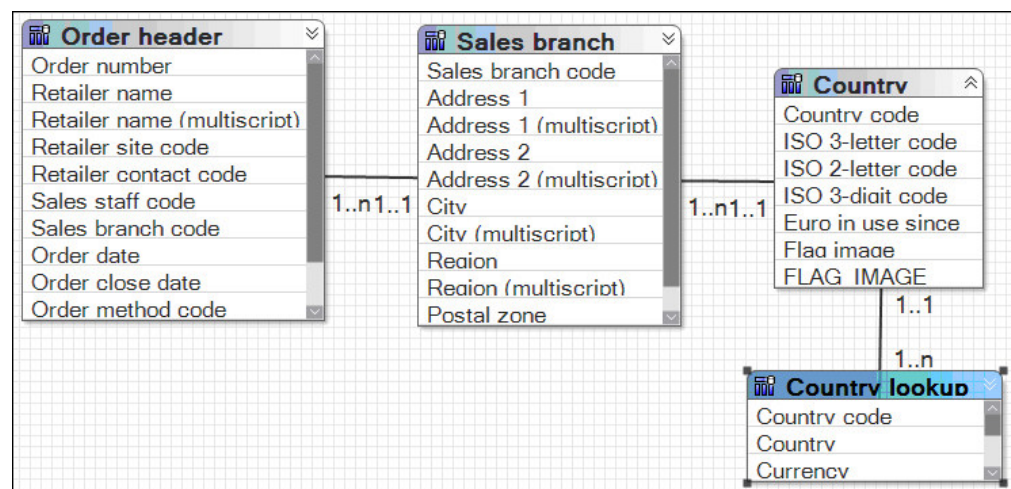 Order header
Order number
Retailer name
Retailer name (multiscript)
Retailer site code
Retailer contact code
Sales staff code
Sales branch code
Order date
Order close date
Order method code
1..n1..1
Sales branch
Sales branch code
Address 1
Address 1 (multiscript)
Address 2
Address 2 (multiscript)
City
City (multiscript)
Region
Region (multiscript)
Postal zone
1..n1..1
Country
Country code
ISO 3-letter code
ISO 2-letter code
ISO 3-digit code
Euro in use since
Flag image
FLAG_IMAGE
1..1
1..n
Country lookup
Country code
Country
Currency